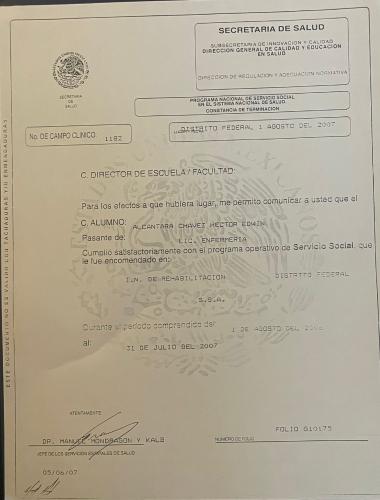 SECRETARIA DE SALUD
SUBSECRETARIA DE INNOVACION Y CALIDAD
DIRECCION GENERAL DE CALIDAD Y EDUCACION
EN SALUD
DIRECCION DE REGULACION Y ADECUACION NORMATIVA
SECRETARIA
DE
SALUD
PROGRAMA NACIONAL DE SERVICIO SOCIAL
EN EL SISTEMA NACIONAL DE SALUD
CONSTANCIA DE TERMINACION
No. DE CAMPO CLINICO 1182
DISTRITO FEDERAL 1 AGOSTO DEL 2007
C. DIRECTOR DE ESCUELA / FACULTAD:
Para los efectos a que hubiera lugar, me permito comunicar a usted que el
C. ALUMNO: ALCANTARA CHAVEZ HECTOR EDWIN
Pasante de: LIC. ENFERMERIA
Cumplió satisfactoriamente con el programa operativo de Servicio Social, que
le fue encomendado en:
I.N. DE REHABILITACION DISTRITO FEDERAL
S.S.A.
Durante el periodo comprendido del 1 DE AGOSTO DEL
al: 31 DE JULIO DEL 2007
ATENTAMENTE
DR. MANUEL MONDRAGON Y KALB
JEFE DE LOS SERVICIOS ESTATALES DE SALUD
FOLIO 610175
NUMERO DE FOLIO
05/06/07
ESTE DOCUMENTO NO ES VALIDO CON TACHADURAS Y/O ENMENDADURAS